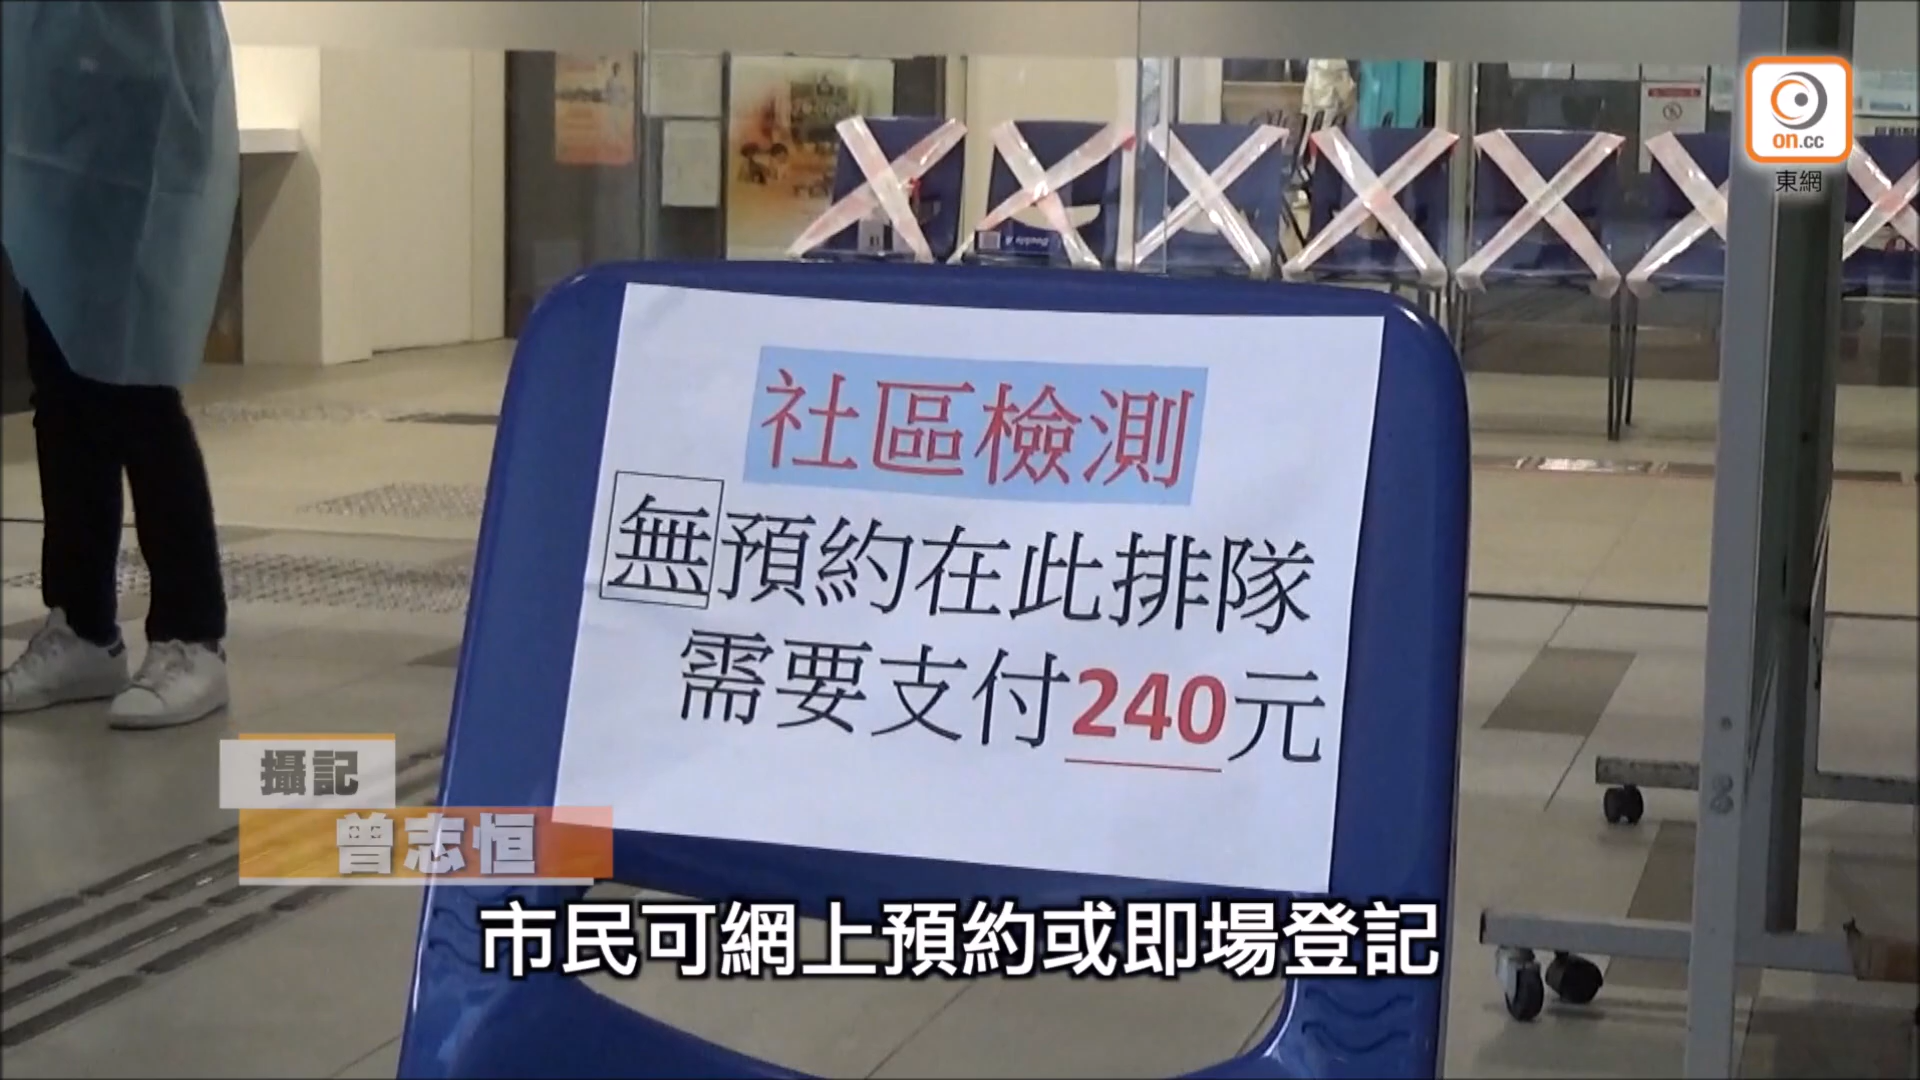 on.cc
東網
社區檢測
無預約在此排隊
需要支付240元
攝記
曾志恒
市民可網上預約或即場登記